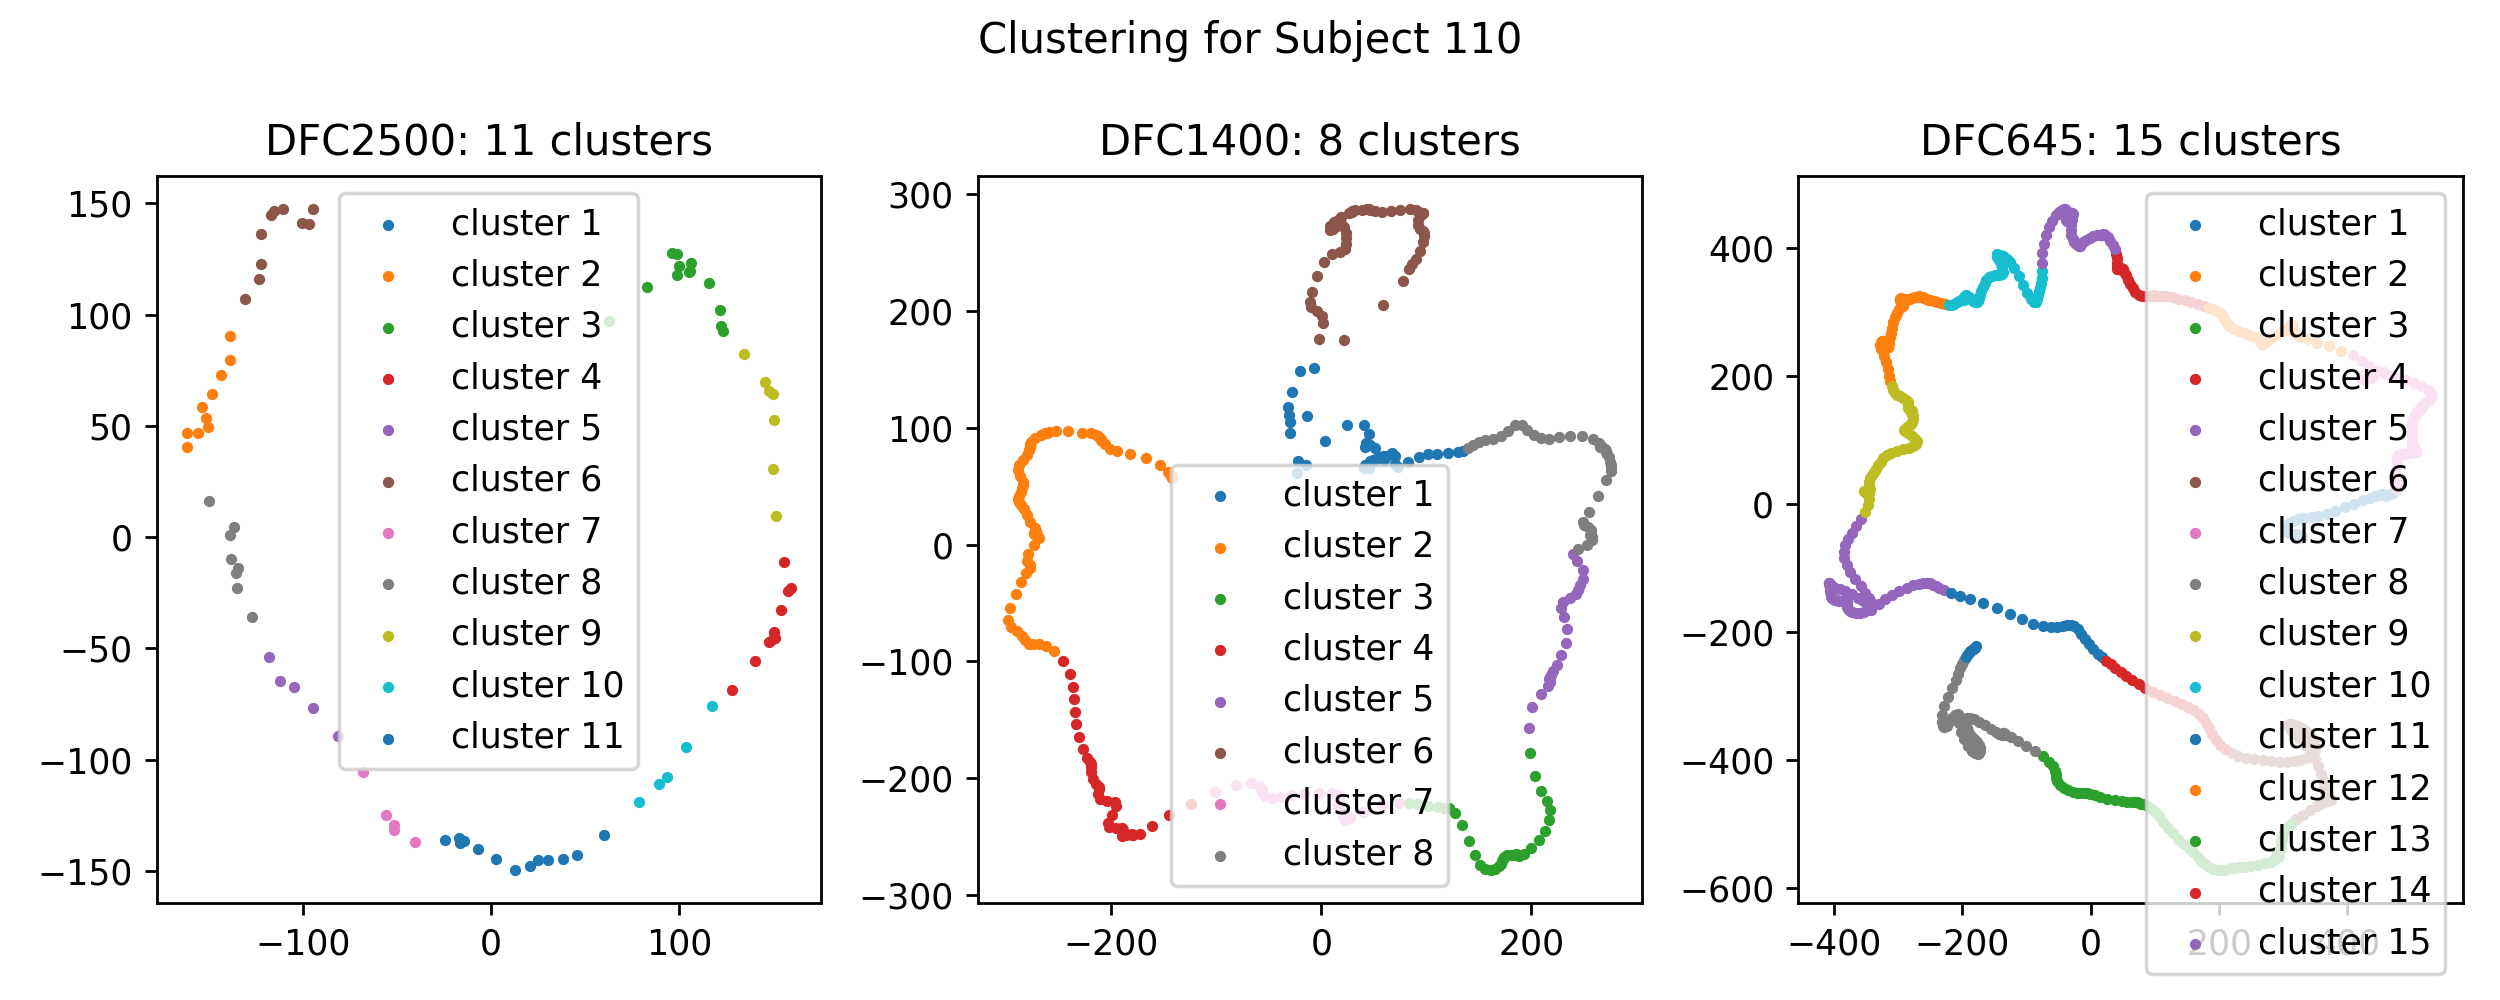 Clustering for Subject 110
DFC2500: 11 clusters
150
100
50
0
−50
−100
−150
−100
0
100
cluster 1
cluster 2
cluster 3
cluster 4
cluster 5
cluster 6
cluster 7
cluster 8
cluster 9
cluster 10
cluster 11
DFC1400: 8 clusters
300
200
100
0
−100
−200
−300
−200
0
200
cluster 1
cluster 2
cluster 3
cluster 4
cluster 5
cluster 6
cluster 7
cluster 8
DFC645: 15 clusters
400
200
0
−200
−400
−600
−400
−200
0
200
400
cluster 1
cluster 2
cluster 3
cluster 4
cluster 5
cluster 6
cluster 7
cluster 8
cluster 9
cluster 10
cluster 11
cluster 12
cluster 13
cluster 14
cluster 15